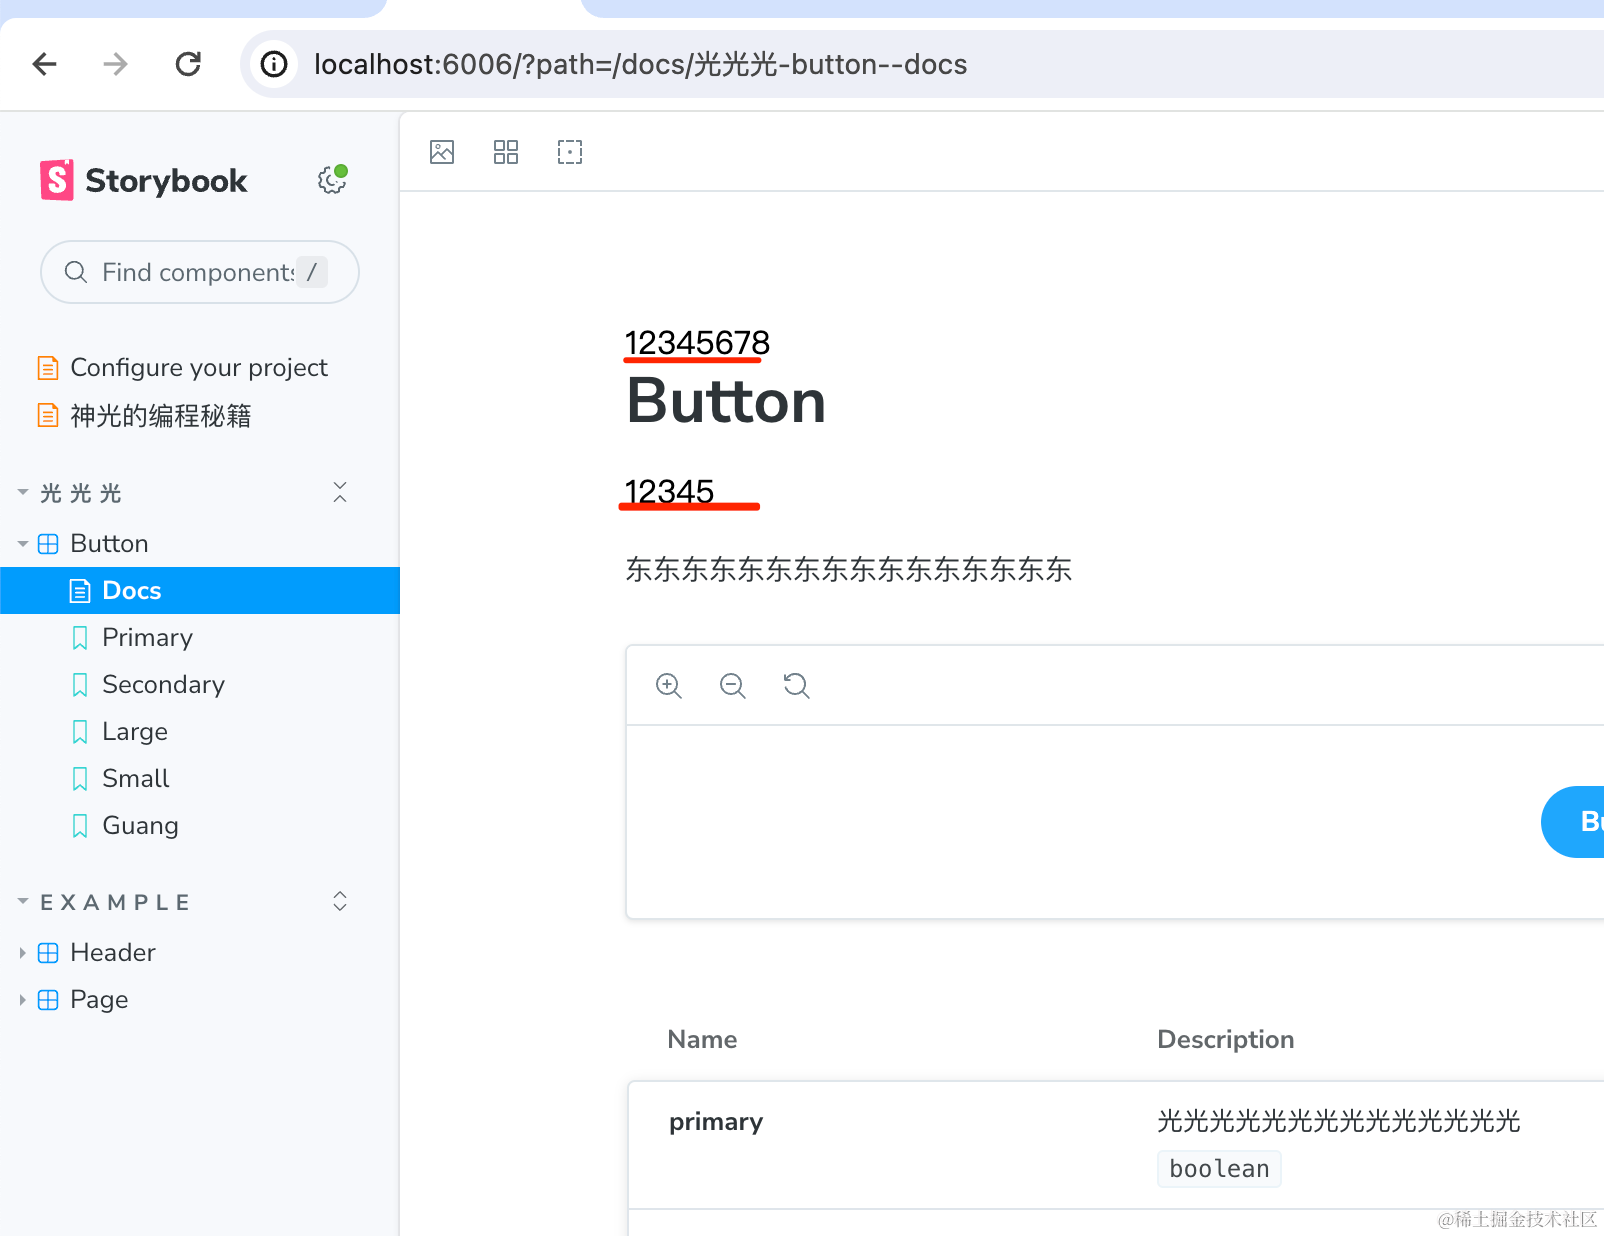 localhost:6006/?path=/docs/光光光-button--docs
Storybook
Find components /
Configure your project
神光的编程秘籍
光光光
Button
Docs
Primary
Secondary
Large
Small
Guang
EXAMPLE
Header
Page
12345678
Button
12345
东东东东东东东东东东东东东东东东
Name Description
primary 光光光光光光光光光光光光光光
boolean
@稀土掘金技术社区